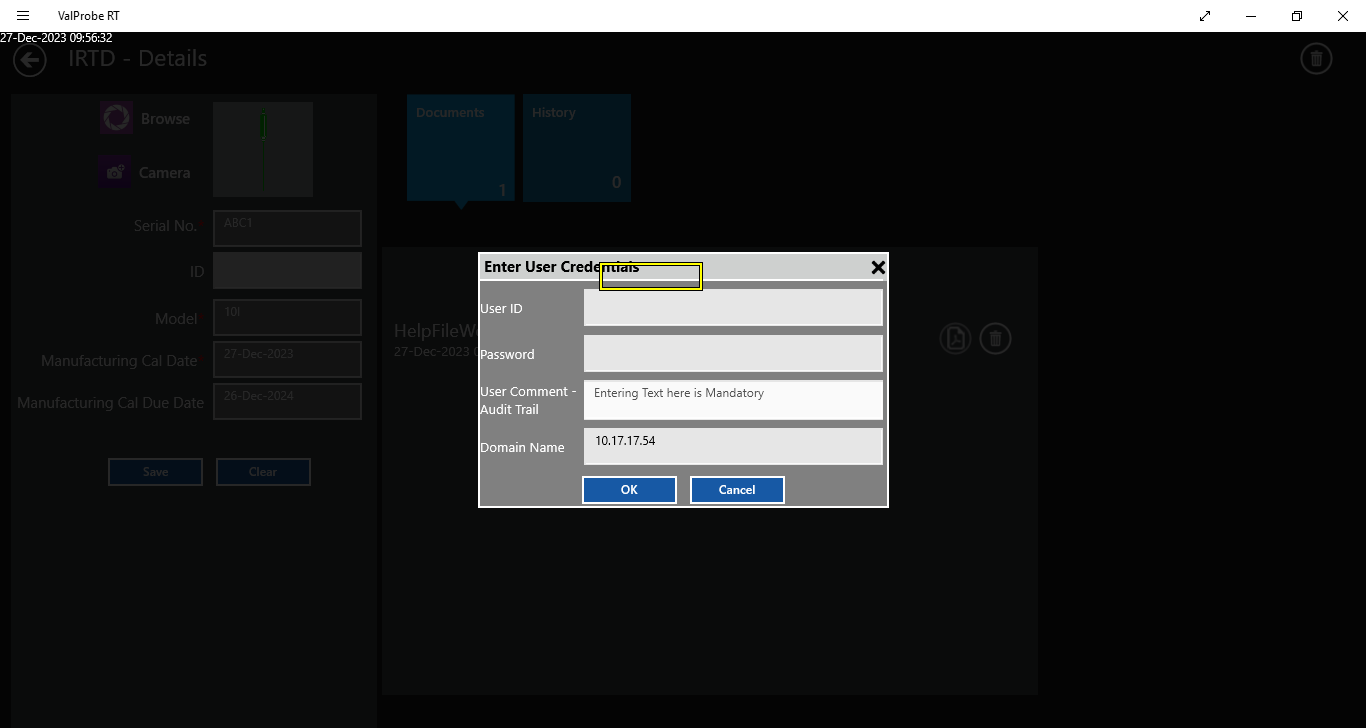 ValProbe RT
27-Dec-2023 09:56:32
IRTD - Details
Browse
Camera
Serial No.
ABC1
ID
Model
10I
Manufacturing Cal Date
27-Dec-2023
Manufacturing Cal Due Date
26-Dec-2024
Save
Clear
Documents
1
History
0
27-Dec-2023
Enter User Credentials
User ID
Password
User Comment -
Audit Trail
Entering Text here is Mandatory
Domain Name
10.17.17.54
OK
Cancel